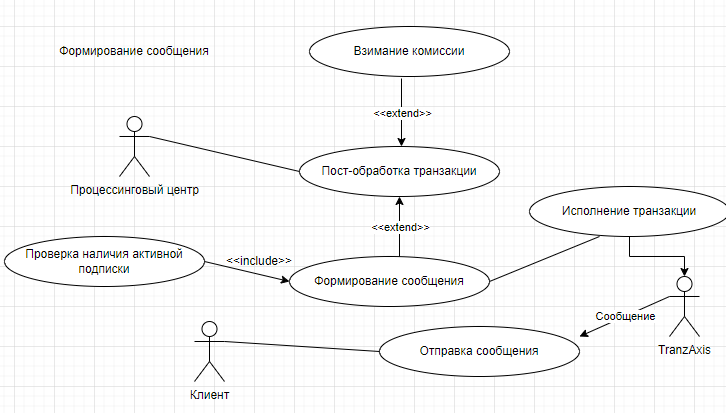 Формирование сообщения
Взимание комиссии
<<extend>>
Пост-обработка транзакции
Процессинговый центр
Исполнение транзакции
<<extend>>
Проверка наличия активной
подписки
<<include>>
Формирование сообщения
Сообщение
Отправка сообщения
TranzAxis
Клиент